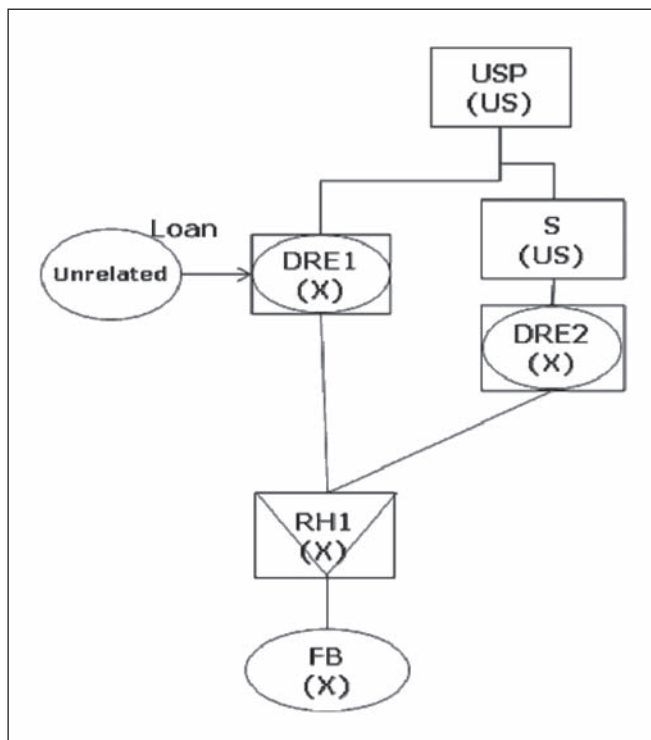 USP
(US)
Loan
S
(US)
Unrelated
DRE1
(X)
DRE2
(X)
RH1
(X)
FB
(X)